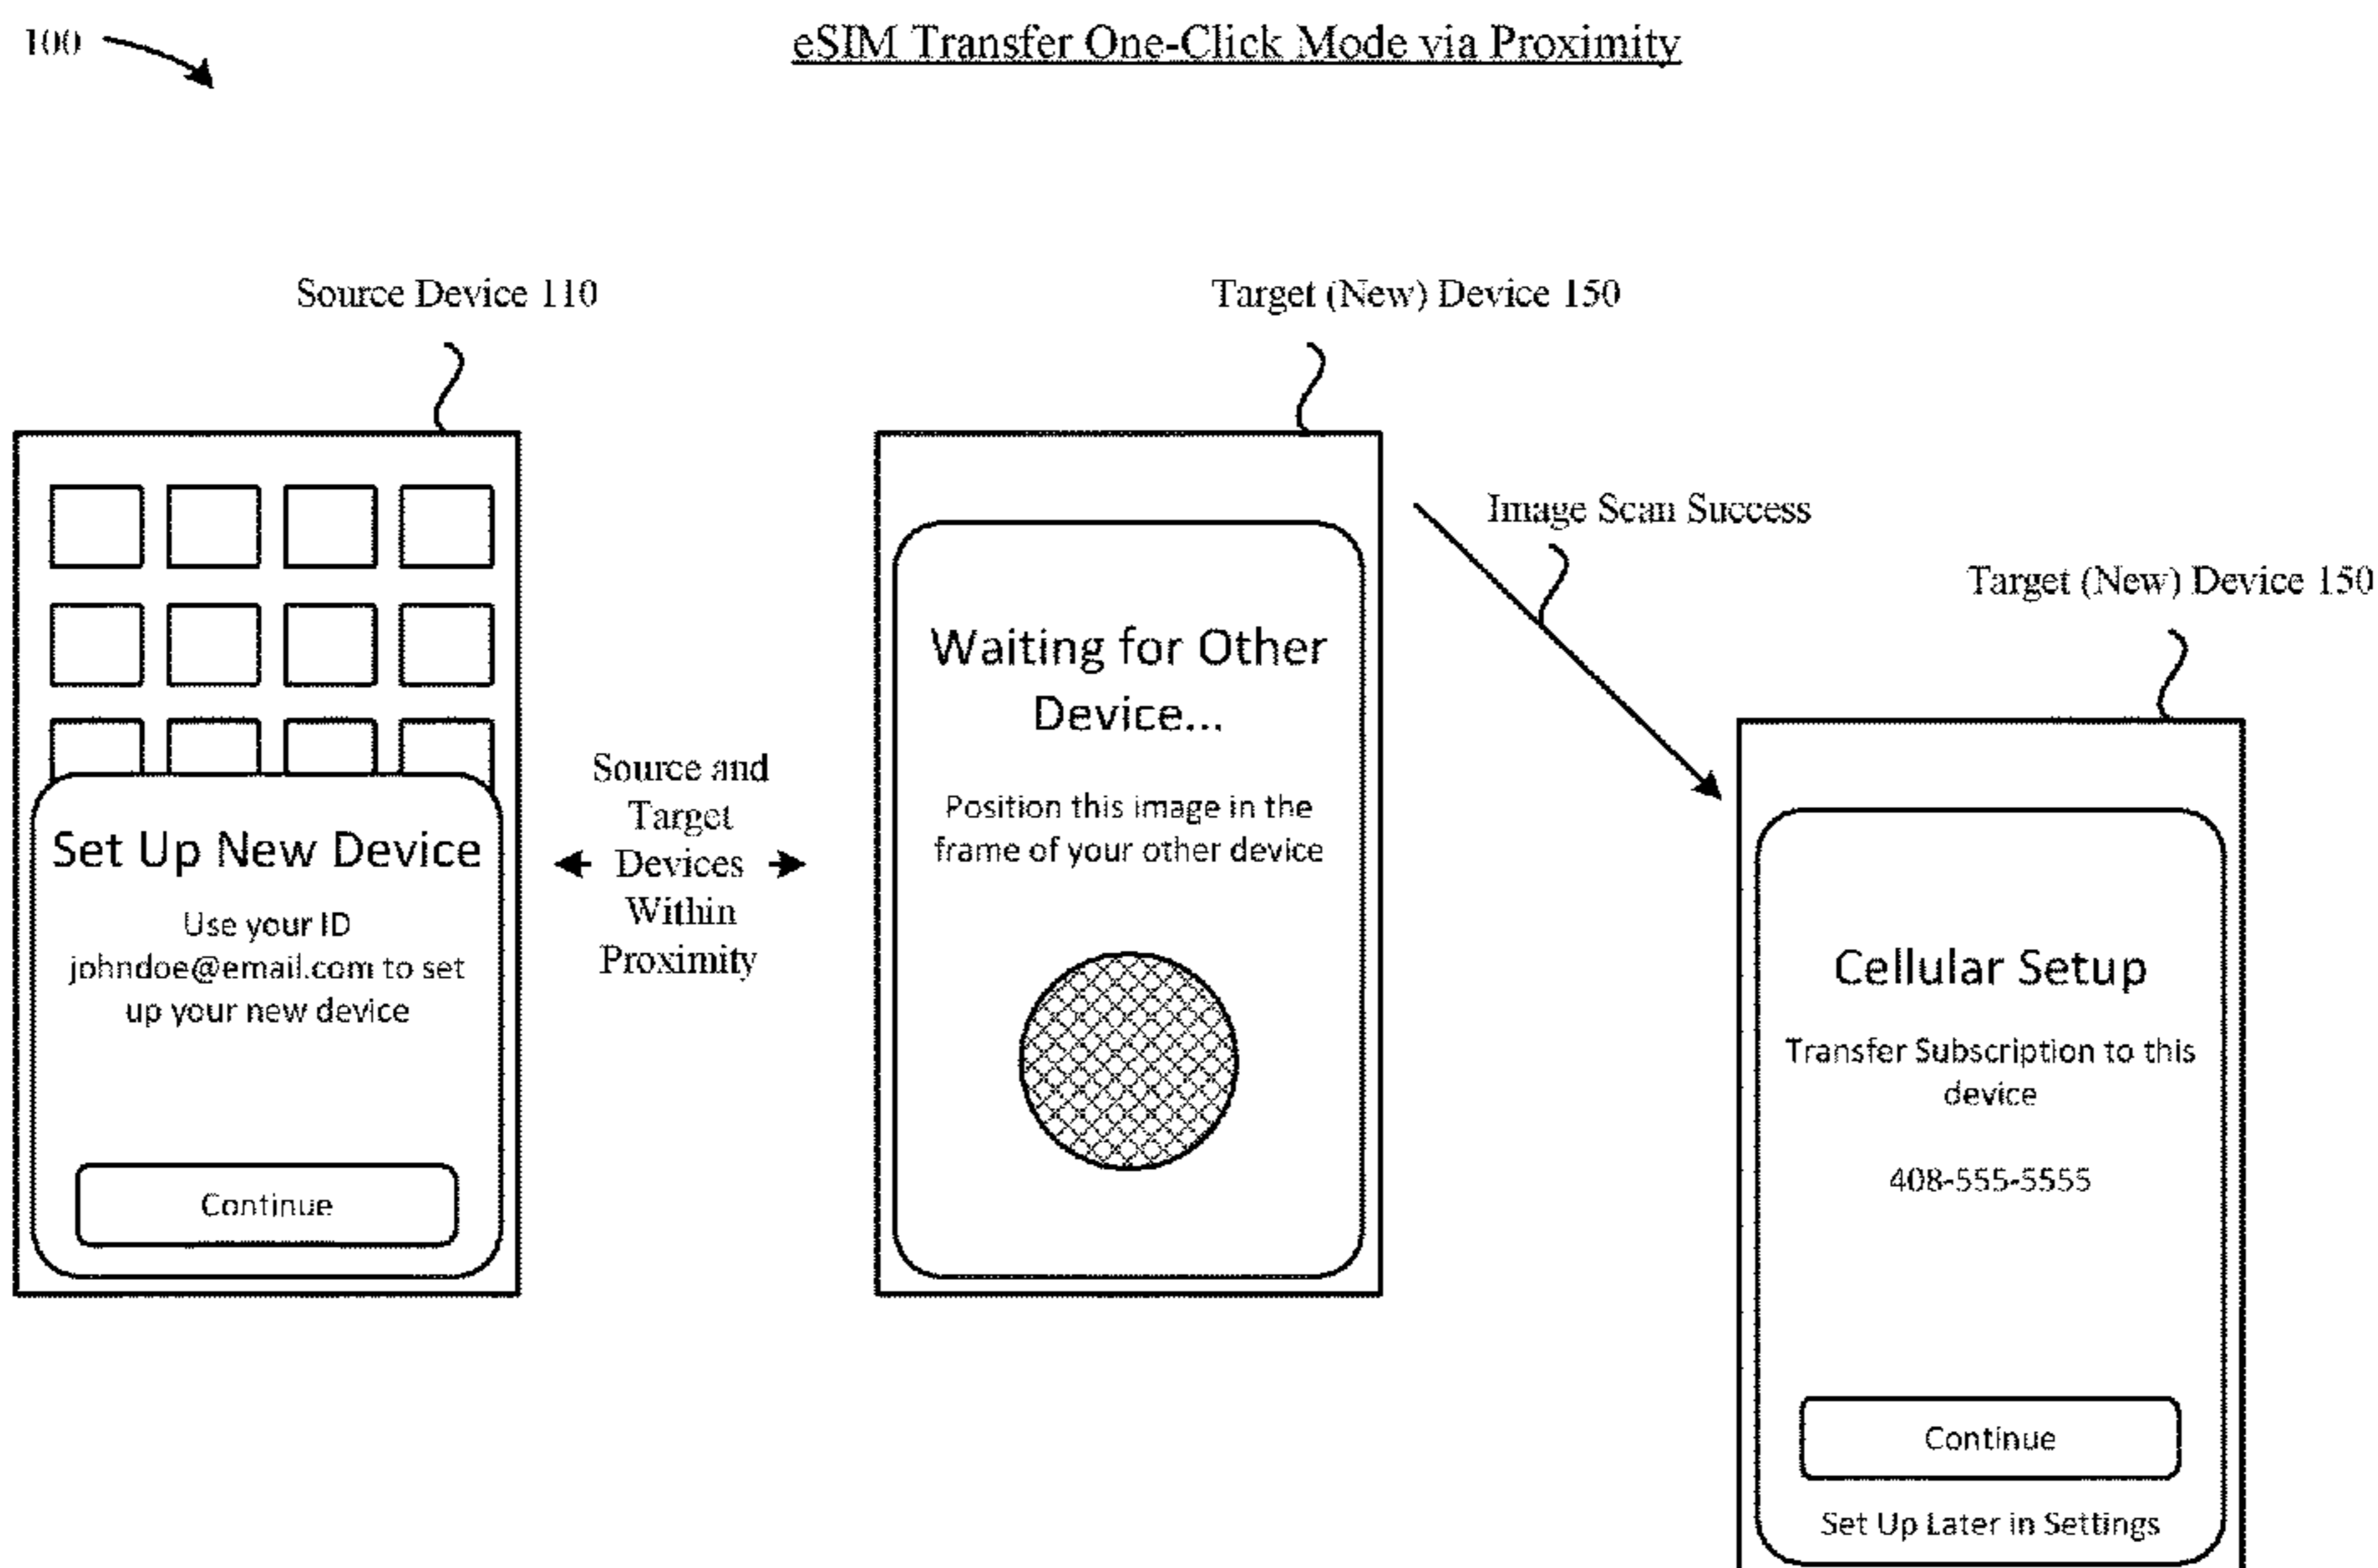 100
eSIM Transfer One-Click Mode via Proximity
Source Device 110
Set Up New Device
Use your ID
johndoe@email.com to set
up your new device
Continue
Source and
Target
Devices
Within
Proximity
Target (New) Device 150
Waiting for Other
Device...
Position this image in the
frame of your other device
Image Scan Success
Target (New) Device 150
Cellular Setup
Transfer Subscription to this
device
408-555-5555
Continue
Set Up Later in Settings